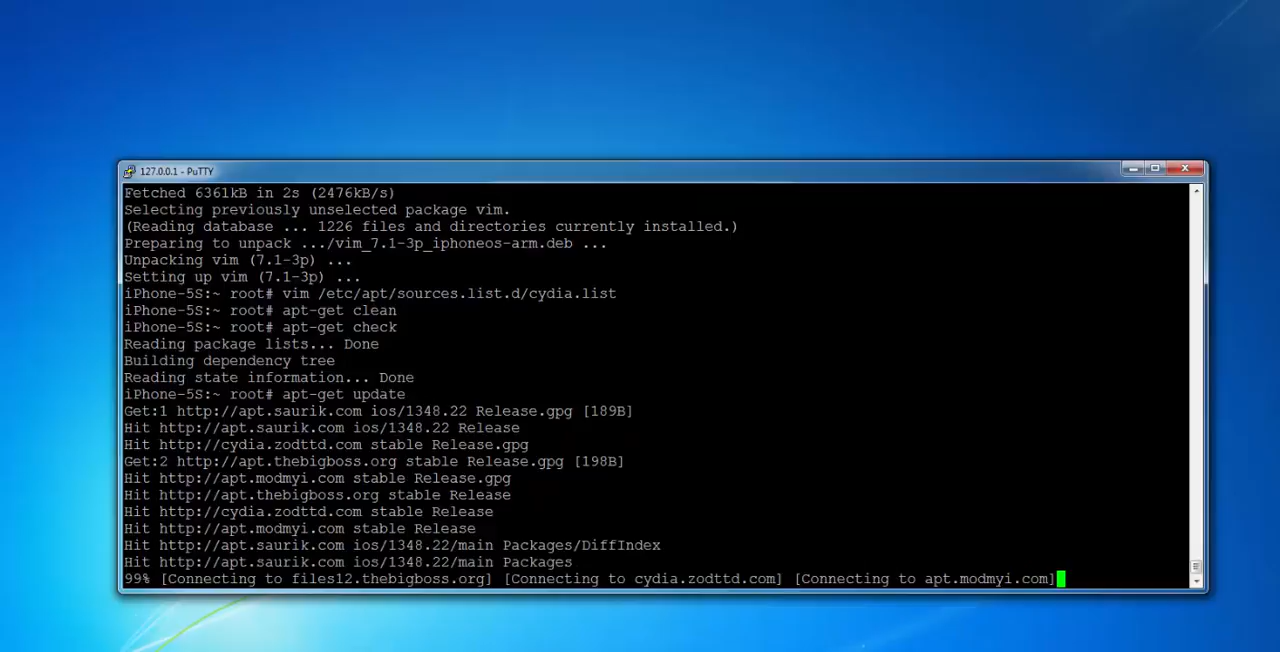 127.0.0.1 - PuTTY
Fetched 6361kB in 2s (2476kB/s)
Selecting previously unselected package vim.
(Reading database ... 1226 files and directories currently installed.)
Preparing to unpack .../vim_7.1-3p_iphoneos-arm.deb ...
Unpacking vim (7.1-3p) ...
Setting up vim (7.1-3p) ...
iPhone-5S:~ root# vim /etc/apt/sources.list.d/cydia.list
iPhone-5S:~ root# apt-get clean
iPhone-5S:~ root# apt-get check
Reading package lists... Done
Building dependency tree
Reading state information... Done
iPhone-5S:~ root# apt-get update
Get:1 http://apt.saurik.com ios/1348.22 Release.gpg [189B]
Hit http://apt.saurik.com ios/1348.22 Release
Hit http://cydia.zodttd.com stable Release.gpg
Get:2 http://apt.thebigboss.org stable Release.gpg [198B]
Hit http://apt.modmyi.com stable Release.gpg
Hit http://apt.thebigboss.org stable Release
Hit http://cydia.zodttd.com stable Release
Hit http://apt.modmyi.com stable Release
Hit http://apt.saurik.com ios/1348.22/main Packages/DiffIndex
Hit http://apt.saurik.com ios/1348.22/main Packages
99% [Connecting to files12.thebigboss.org] [Connecting to cydia.zodttd.com] [Connecting to apt.modmyi.com]